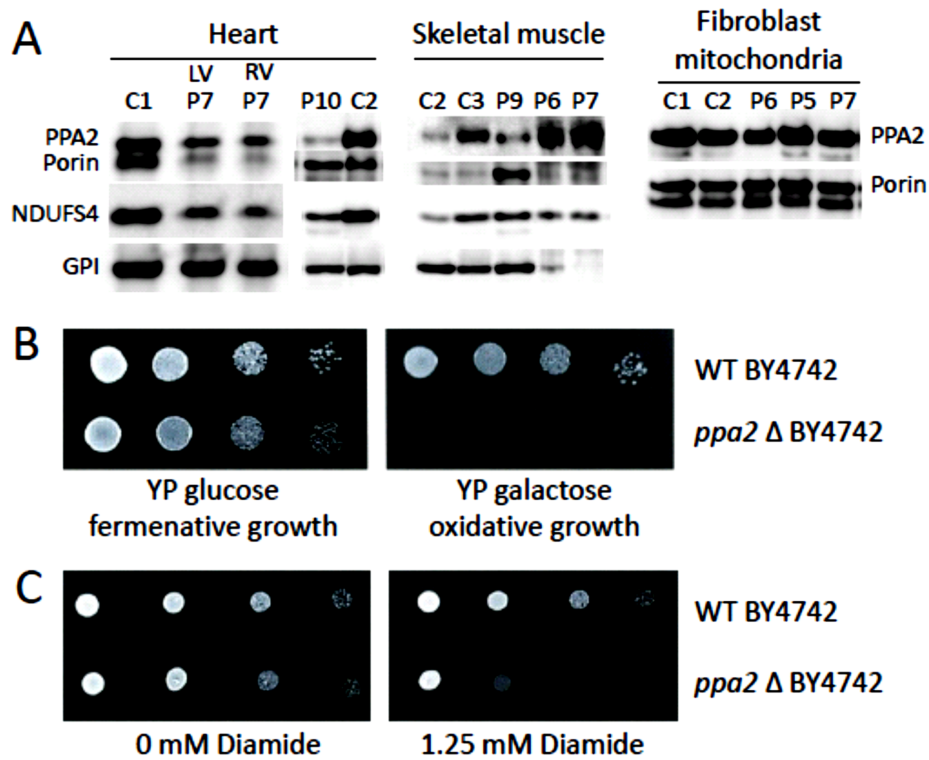 A
Heart
Skeletal muscle
Fibroblast
mitochondria
LV RV
C1 P7 P7 P10 C2
C2 C3 P9 P6 P7
C1 C2 P6 P5 P7
PPA2
Porin
NDUFS4
GPI
PPA2
Porin
B
WT BY4742
ppa2 Δ BY4742
YP glucose
fermenative growth
YP galactose
oxidative growth
C
WT BY4742
ppa2 Δ BY4742
0 mM Diamide
1.25 mM Diamide